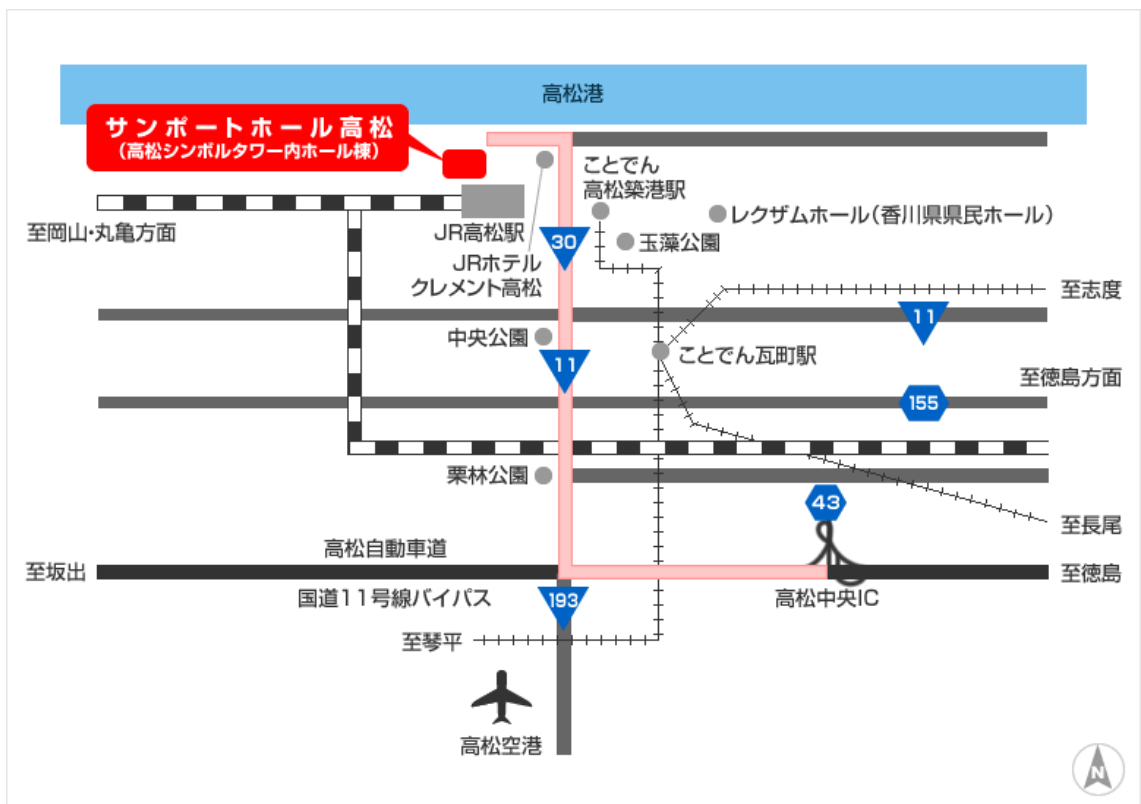 高松港
サンポートホール高松
(高松シンボルタワー内ホール棟)
ことでん
高松築港駅
レクザムホール(香川県県民ホール)
至岡山・丸亀方面
JR高松駅
30
玉藻公園
JRホテル
クレメント高松
至志度
11
中央公園
11
ことでん瓦町駅
至徳島方面
155
栗林公園
43
至長尾
高松自動車道
至坂出
至徳島
国道11号線バイパス
193
高松中央IC
至琴平
高松空港
N